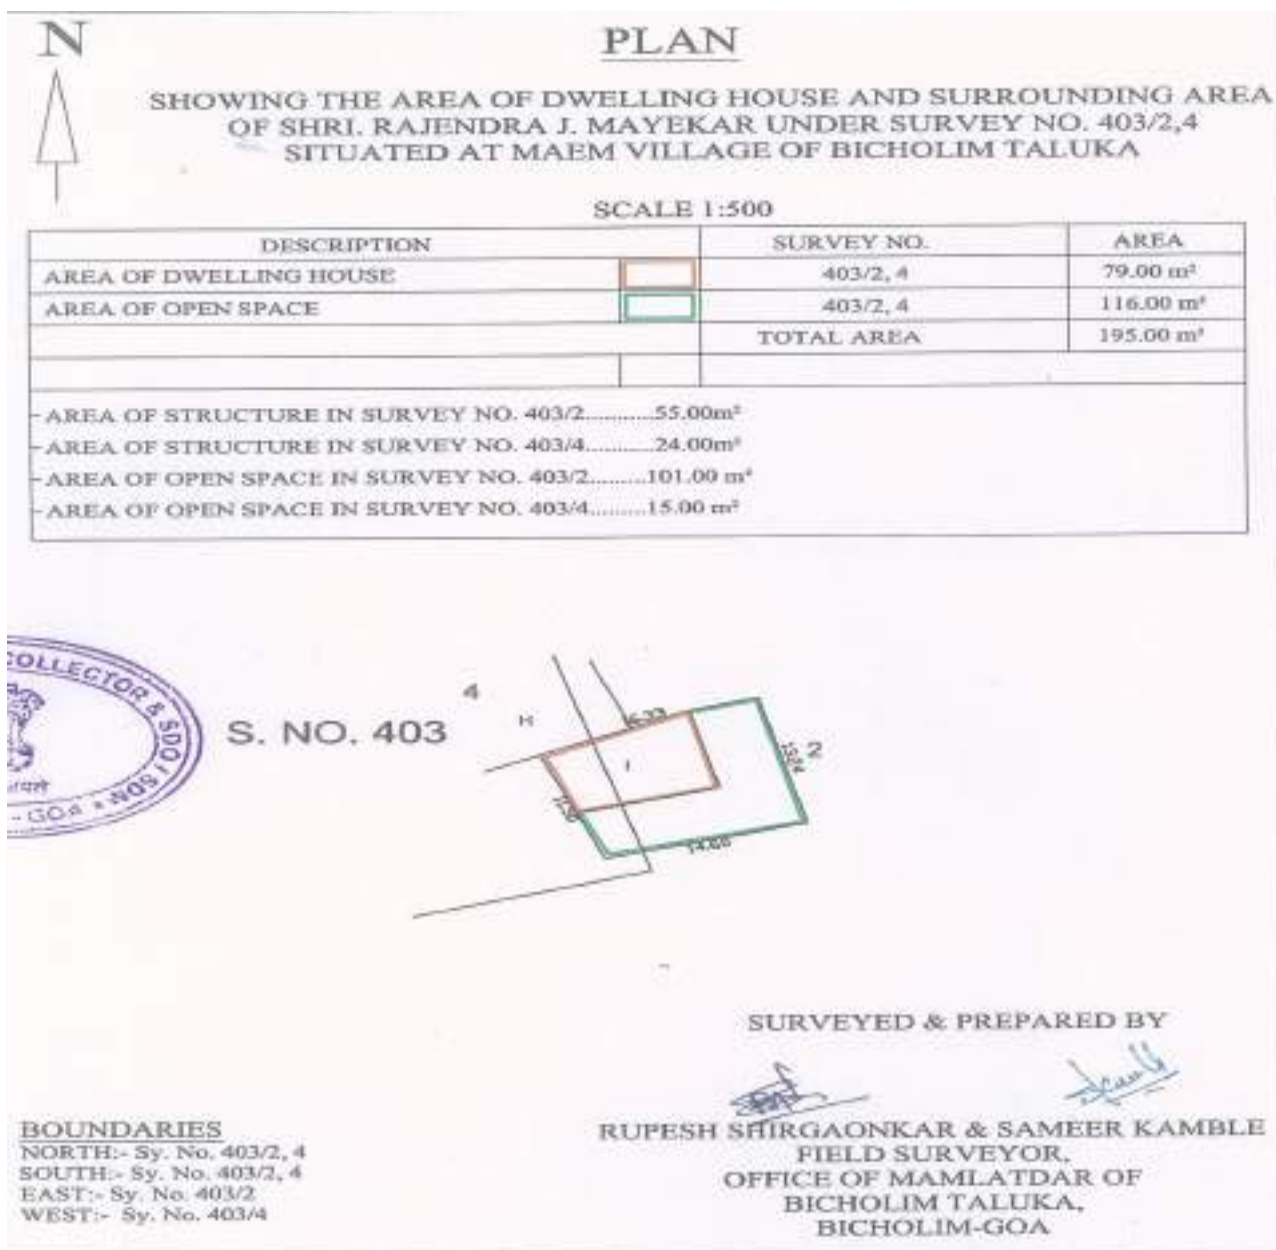 N
PLAN
SHOWING THE AREA OF DWELLING HOUSE AND SURROUNDING AREA
OF SHRI. RAJENDRA J. MAYEKAR UNDER SURVEY NO. 403/2,4
SITUATED AT MAEM VILLAGE OF BICHOLIM TALUKA
SCALE 1:500
DESCRIPTION SURVEY NO. AREA
AREA OF DWELLING HOUSE 403/2, 4 79.00 m²
AREA OF OPEN SPACE 403/2, 4 116.00 m²
TOTAL AREA 195.00 m²
-AREA OF STRUCTURE IN SURVEY NO. 403/2...........55.00m²
-AREA OF STRUCTURE IN SURVEY NO. 403/4...........24.00m²
-AREA OF OPEN SPACE IN SURVEY NO. 403/2.........101.00 m²
-AREA OF OPEN SPACE IN SURVEY NO. 403/4.........15.00 m²
COLLECTOR & SDO I SDN
- GOA *
S. NO. 403
4
H
I
2
13.24
14.66
SURVEYED & PREPARED BY
RUPESH SHIRGAONKAR & SAMEER KAMBLE
FIELD SURVEYOR,
OFFICE OF MAMLATDAR OF
BICHOLIM TALUKA,
BICHOLIM-GOA
BOUNDARIES
NORTH:- Sy. No. 403/2, 4
SOUTH:- Sy. No. 403/2, 4
EAST:- Sy. No. 403/2
WEST:- Sy. No. 403/4